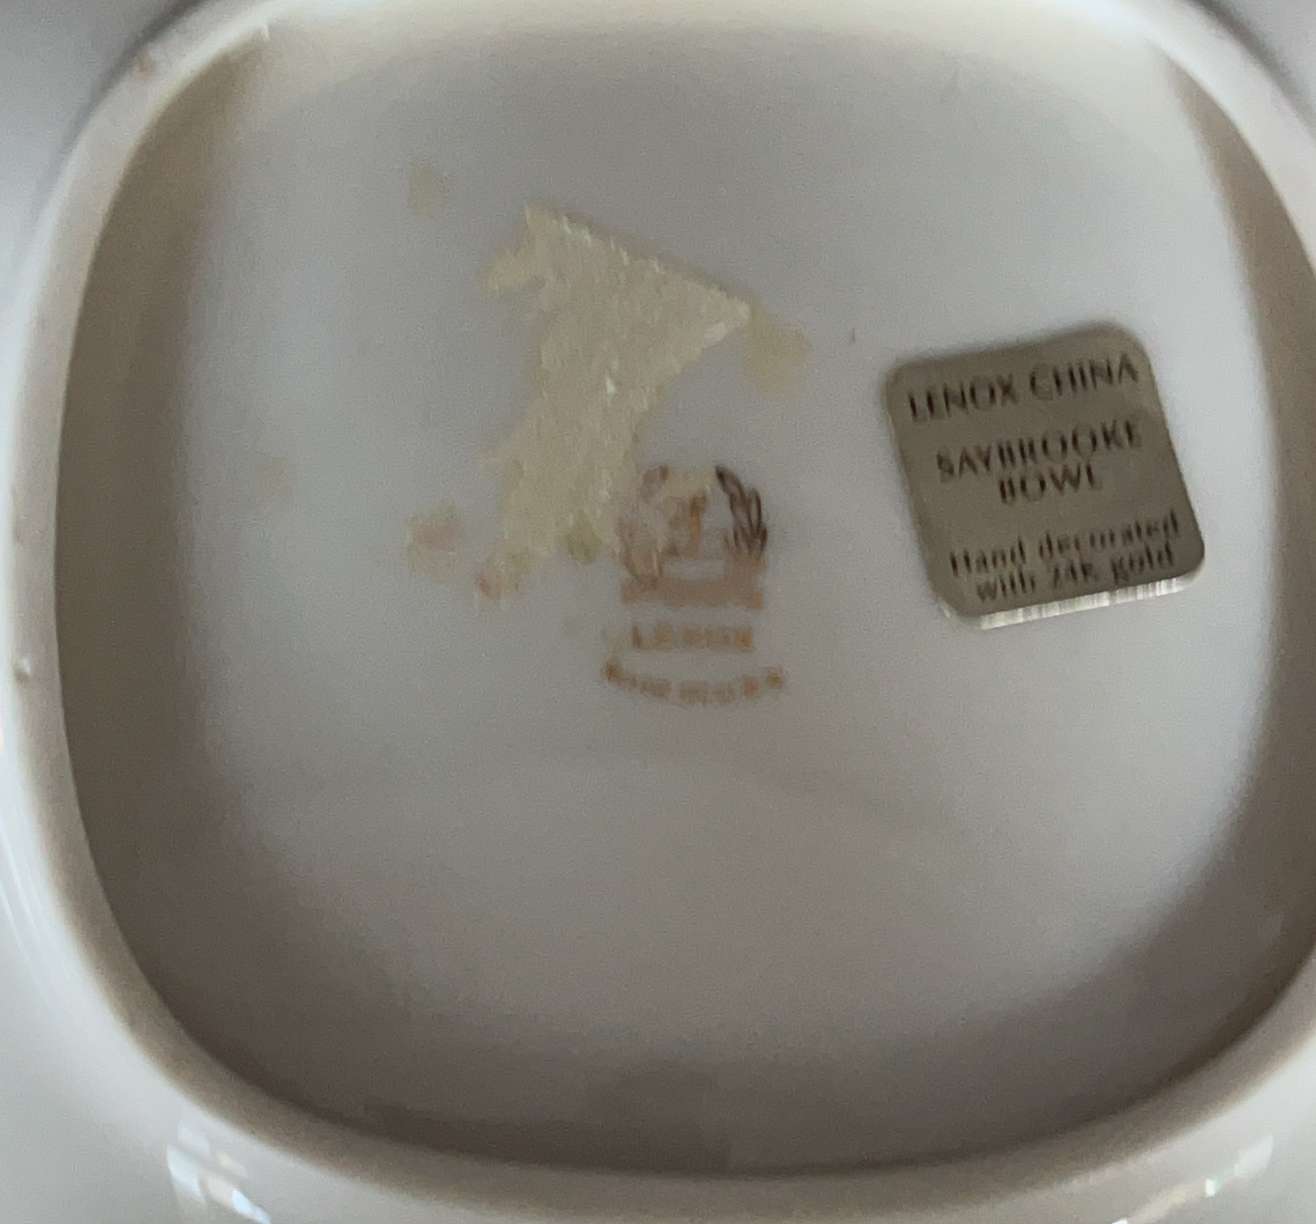 LENOX CHINA
SAYBROOKE
BOWL
Hand decorated
with 24K gold
LENOX